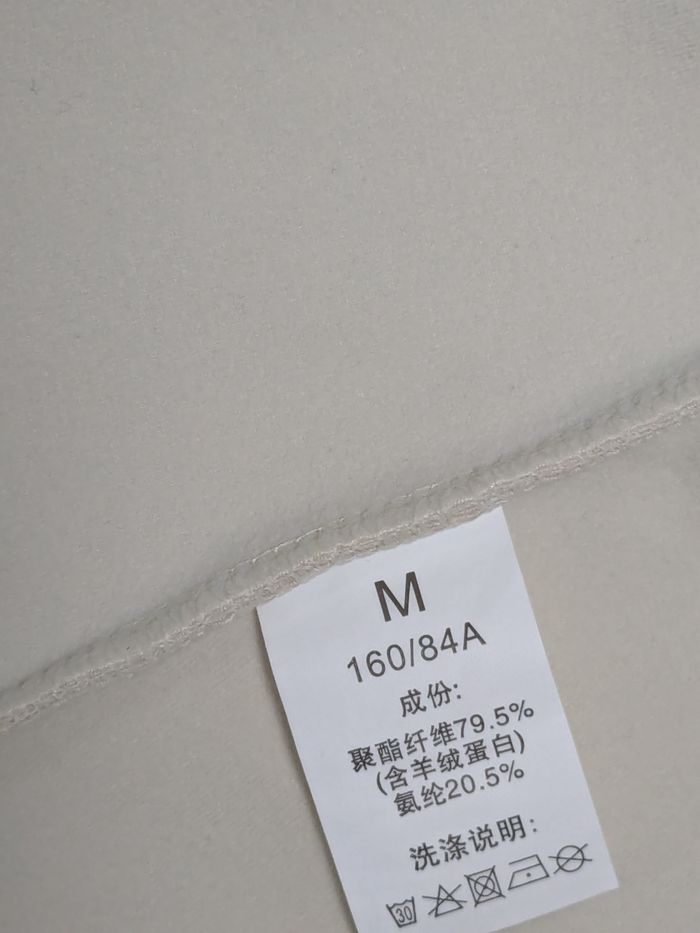 M
160/84A
成份:
聚酯纤维79.5%
(含羊绒蛋白)
氨纶20.5%
洗涤说明:
30